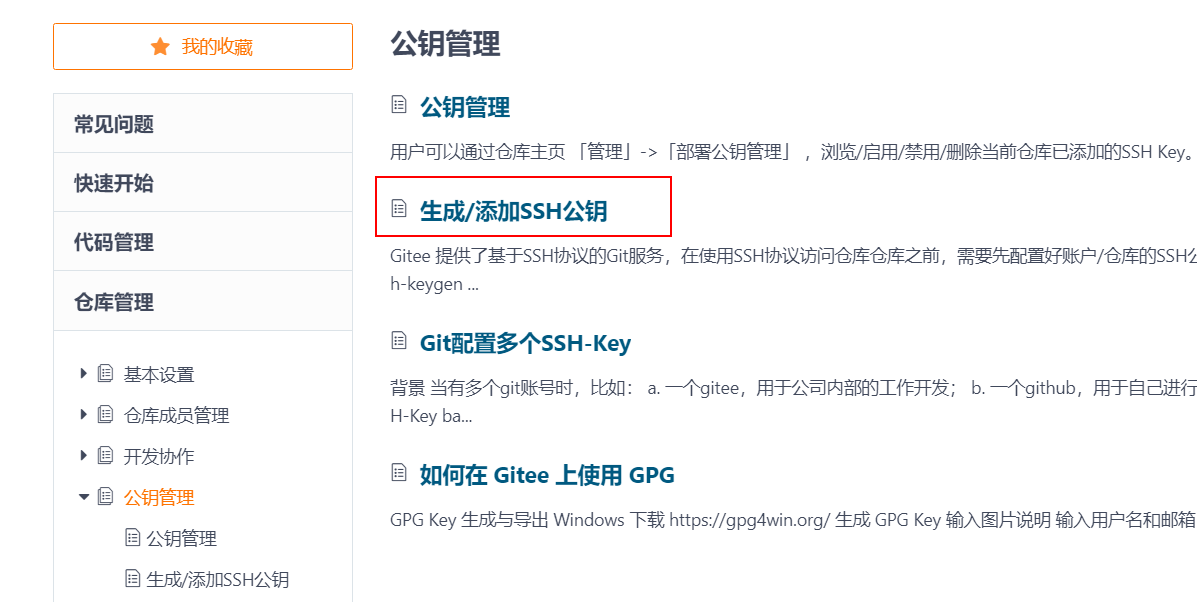 我的收藏
常见问题
快速开始
代码管理
仓库管理
基本设置
仓库成员管理
开发协作
公钥管理
公钥管理
生成/添加SSH公钥
公钥管理
公钥管理
用户可以通过仓库主页 「管理」->「部署公钥管理」 ，浏览/启用/禁用/删除当前仓库已添加的SSH Key。
生成/添加SSH公钥
Gitee 提供了基于SSH协议的Git服务，在使用SSH协议访问仓库仓库之前，需要先配置好账户/仓库的SSH公
h-keygen ...
Git配置多个SSH-Key
背景 当有多个git账号时，比如： a. 一个gitee，用于公司内部的工作开发； b. 一个github，用于自己进行
H-Key ba...
如何在 Gitee 上使用 GPG
GPG Key 生成与导出 Windows 下载 https://gpg4win.org/ 生成 GPG Key 输入图片说明 输入用户名和邮箱